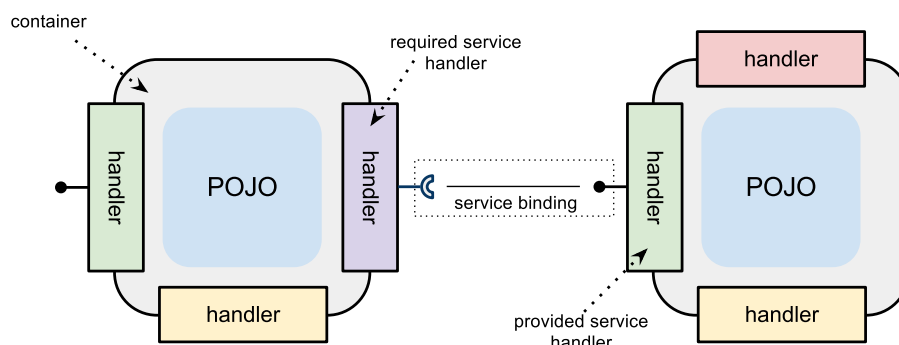 container
required service
handler
handler
handler
POJO
handler
service binding
handler
POJO
handler
handler
provided service
handler